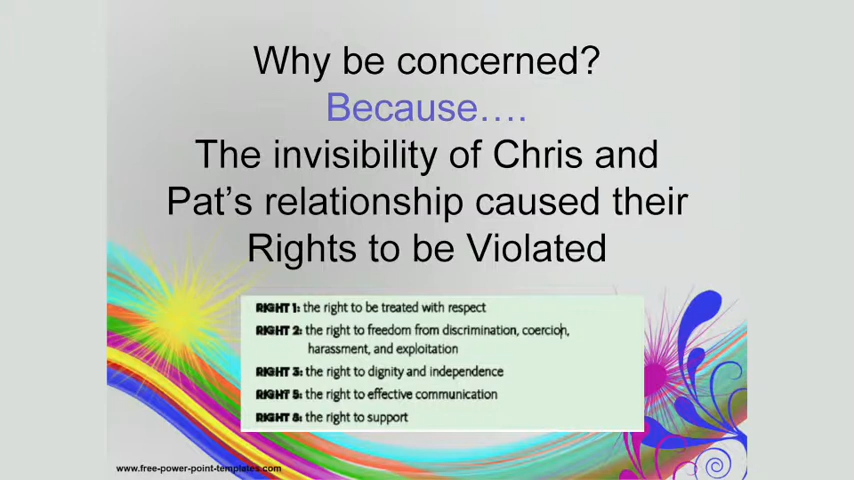 Why be concerned?
Because….
The invisibility of Chris and
Pat’s relationship caused their
Rights to be Violated
RIGHT 1: the right to be treated with respect
RIGHT 2: the right to freedom from discrimination, coercion,
harassment, and exploitation
RIGHT 3: the right to dignity and independence
RIGHT 5: the right to effective communication
RIGHT 8: the right to support
www.free-power-point-templates.com